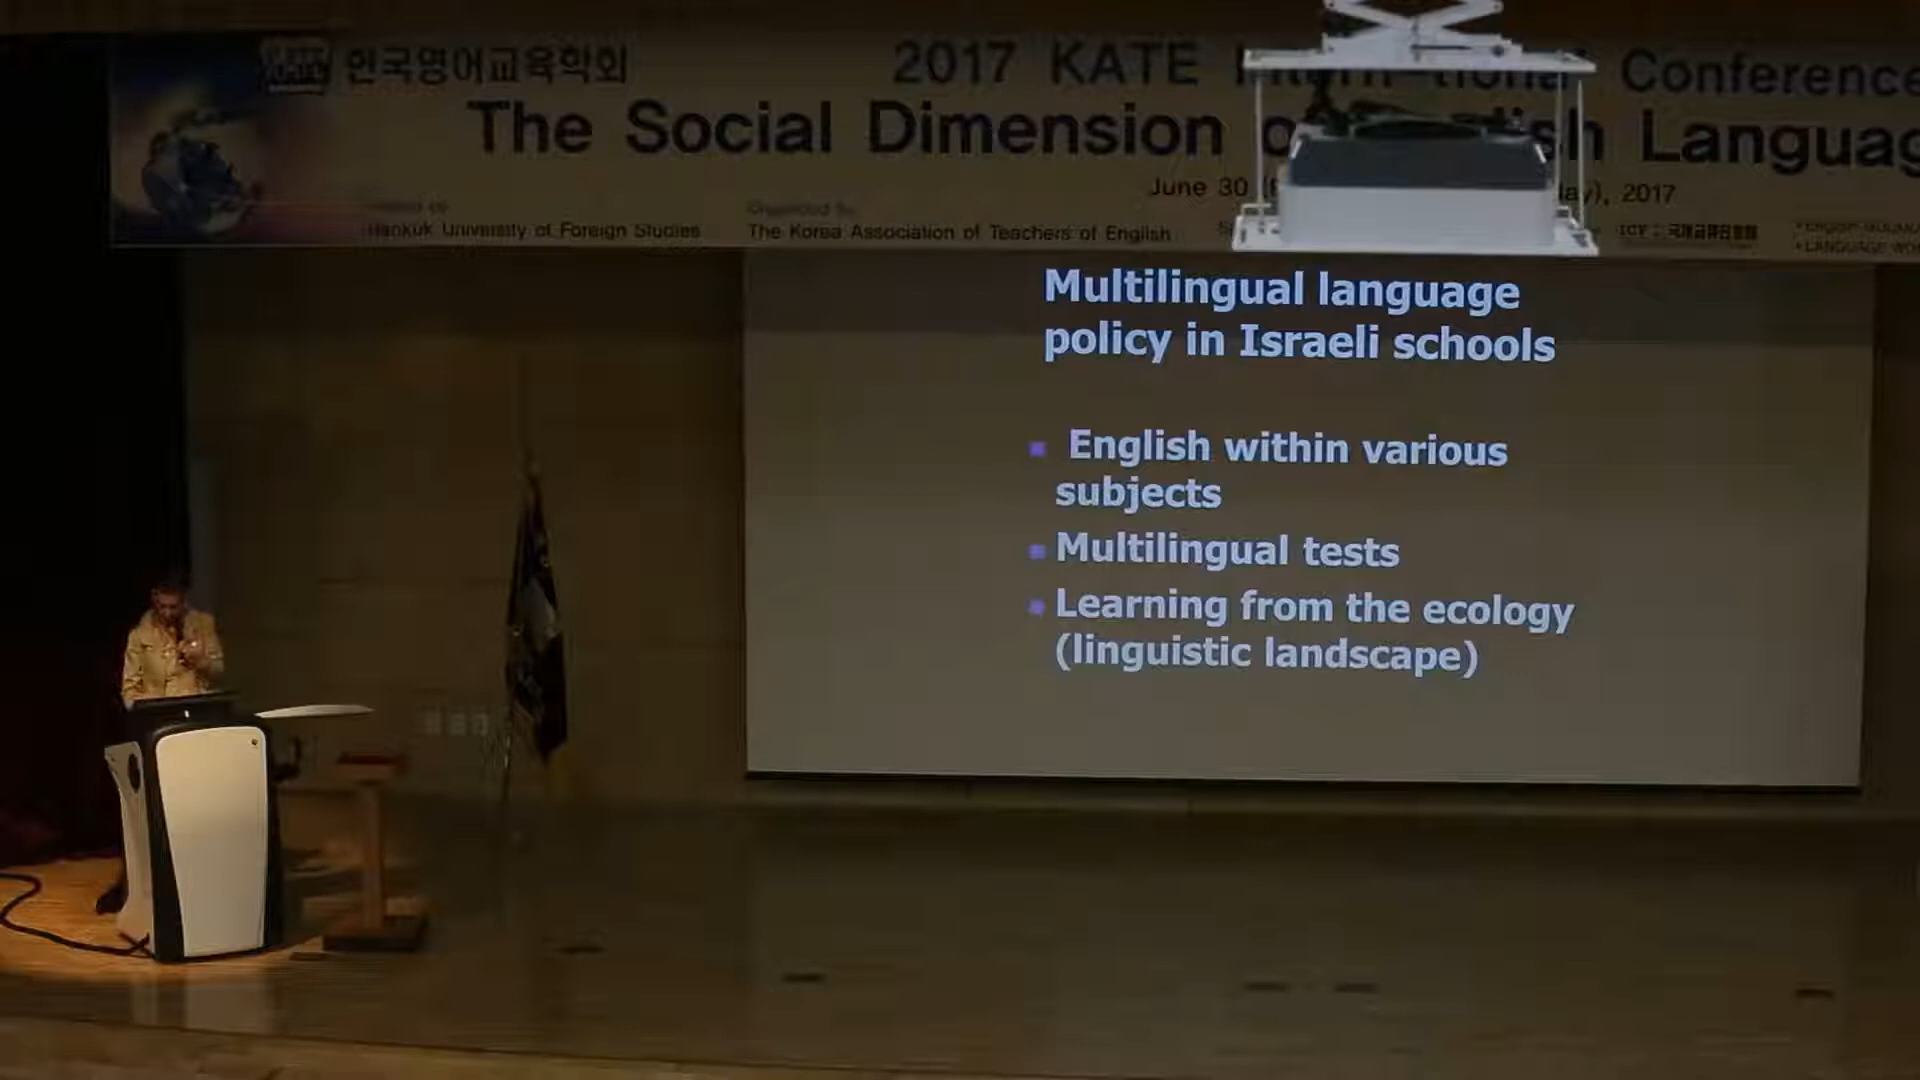 한국영어교육학회
2017 KATE Conference
The Social Dimension Languag
June 30 2017
Hankuk University of Foreign Studies
Organized by
The Korea Association of Teachers of English
Multilingual language
policy in Israeli schools
English within various
subjects
Multilingual tests
Learning from the ecology
(linguistic landscape)